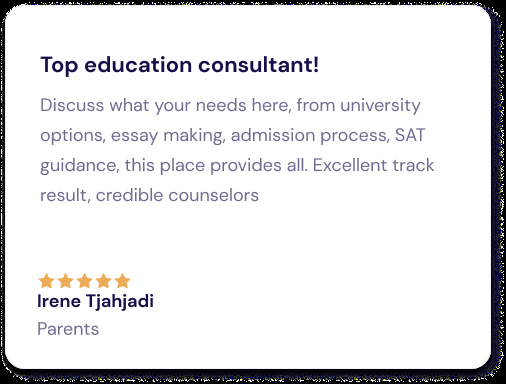 Top education consultant!
Discuss what your needs here, from university
options, essay making, admission process, SAT
guidance, this place provides all. Excellent track
result, credible counselors
Irene Tjahjadi
Parents